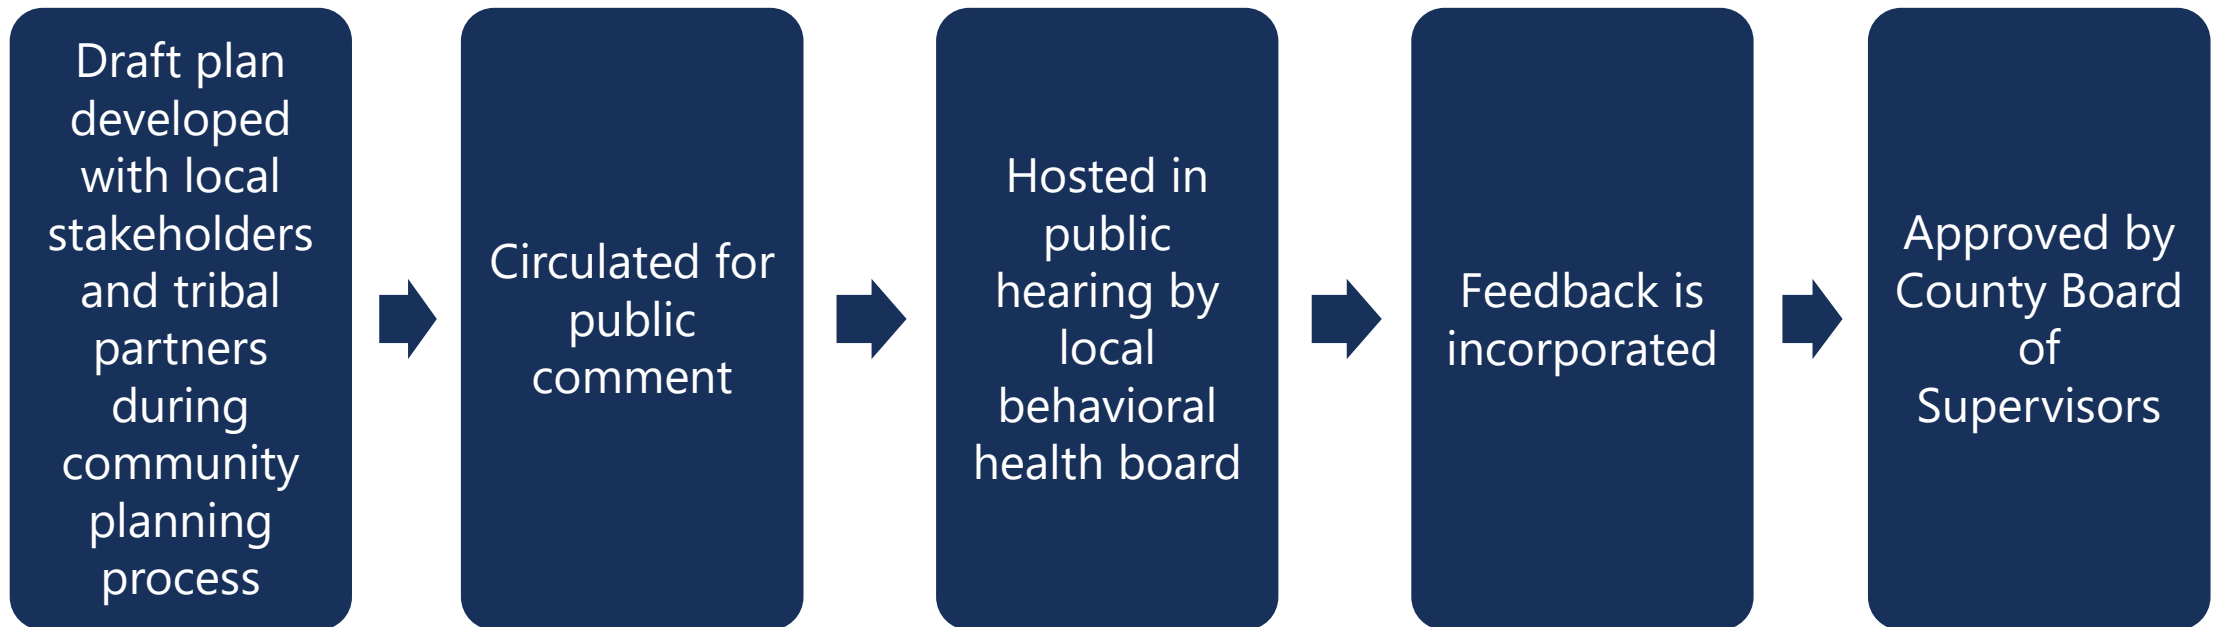 Draft plan
developed
with local
stakeholders
and tribal
partners
during
community
planning
process
Circulated for
public
comment
Hosted in
public
hearing by
local
behavioral
health board
Feedback is
incorporated
Approved by
County Board
of
Supervisors